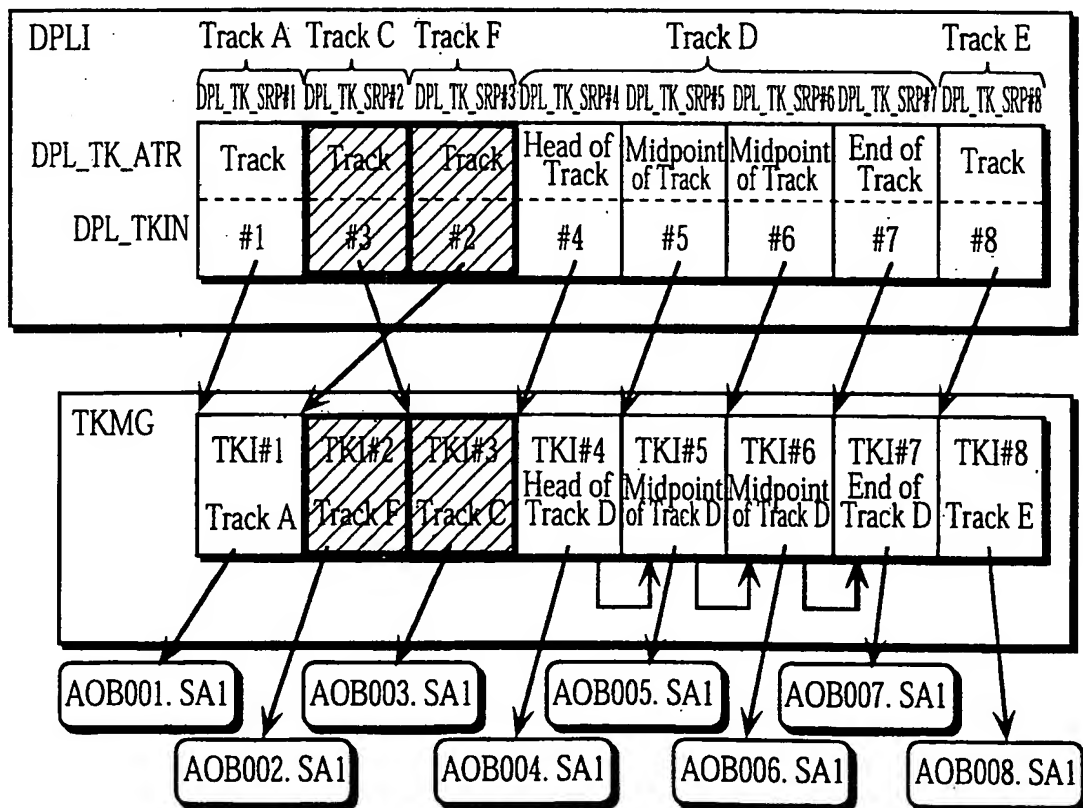 DPLI
Track A Track C Track F Track D Track E
DPL_TK_SRP#1 DPL_TK_SRP#2 DPL_TK_SRP#3 DPL_TK_SRP#4 DPL_TK_SRP#5 DPL_TK_SRP#6 DPL_TK_SRP#7 DPL_TK_SRP#8
DPL_TK_ATR
Track
Track
Track
Head of
Track
Midpoint
of Track
Midpoint
of Track
End of
Track
Track
DPL_TKIN
#1 #3 #2 #4 #5 #6 #7 #8
TKMG
TKI#1
Track A
TKI#2
Track F
TKI#3
Track C
TKI#4
Head of
Track D
TKI#5
Midpoint
of Track D
TKI#6
Midpoint
of Track D
TKI#7
End of
Track D
TKI#8
Track E
AOB001. SA1 AOB003. SA1 AOB005. SA1 AOB007. SA1
AOB002. SA1 AOB004. SA1 AOB006. SA1 AOB008. SA1